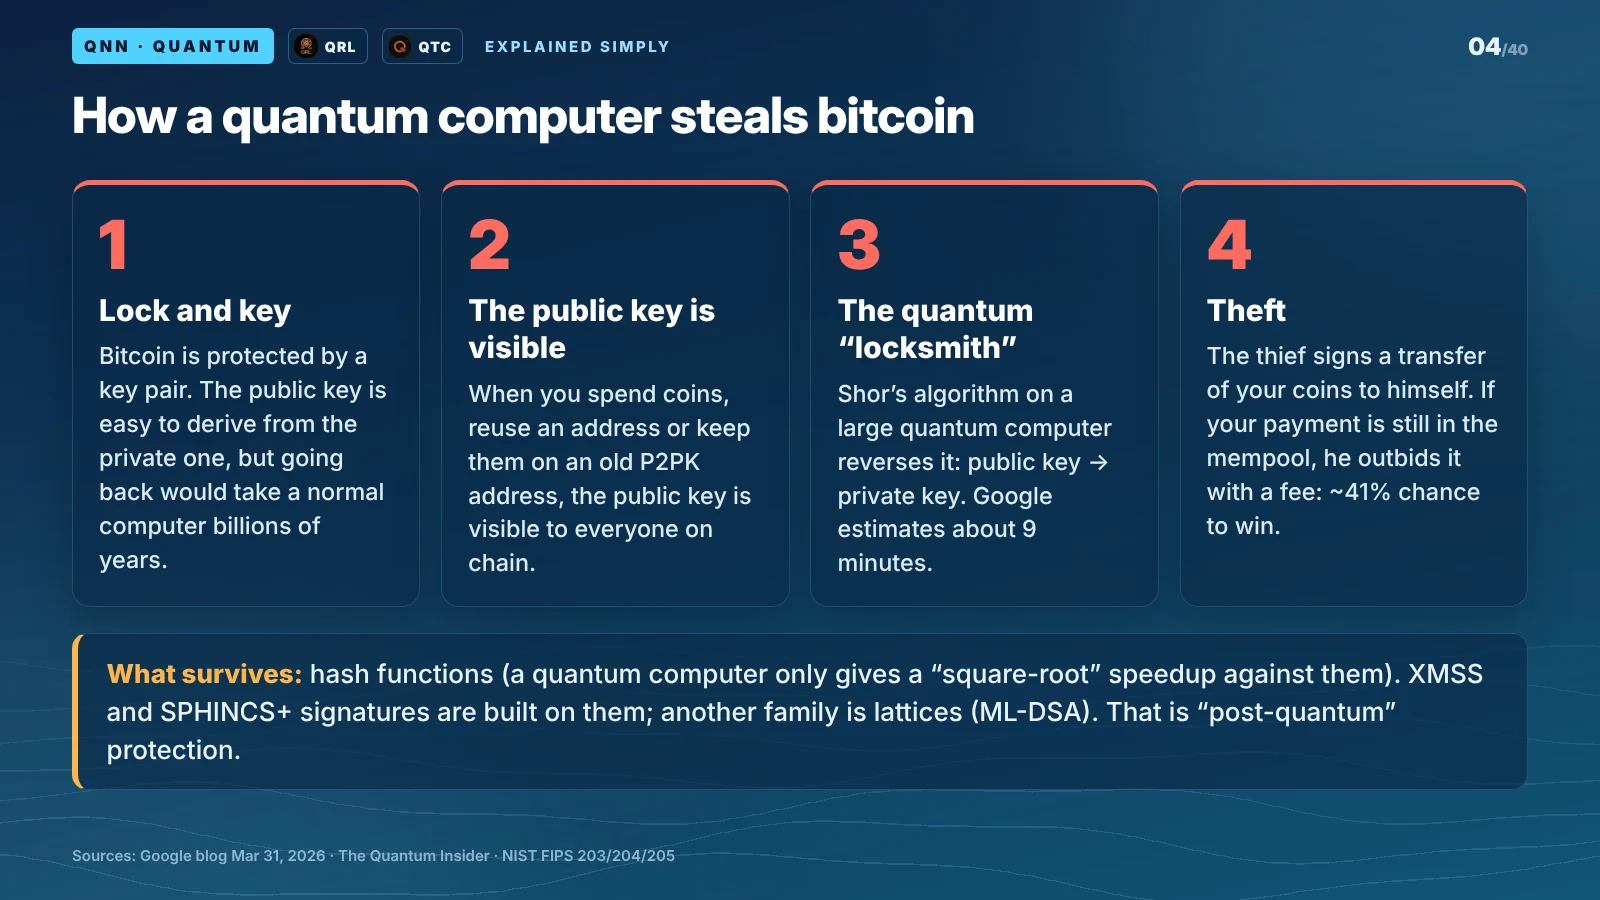 QNN · QUANTUM
QRL
QTC
EXPLAINED SIMPLY
04/40
How a quantum computer steals bitcoin
1
Lock and key
Bitcoin is protected by a
key pair. The public key is
easy to derive from the
private one, but going
back would take a normal
computer billions of
years.
2
The public key is
visible
When you spend coins,
reuse an address or keep
them on an old P2PK
address, the public key is
visible to everyone on
chain.
3
The quantum
“locksmith”
Shor’s algorithm on a
large quantum computer
reverses it: public key →
private key. Google
estimates about 9
minutes.
4
Theft
The thief signs a transfer
of your coins to himself. If
your payment is still in the
mempool, he outbids it
with a fee: ~41% chance
to win.
What survives: hash functions (a quantum computer only gives a “square-root” speedup against them). XMSS
and SPHINCS+ signatures are built on them; another family is lattices (ML-DSA). That is “post-quantum”
protection.
Sources: Google blog Mar 31, 2026 · The Quantum Insider · NIST FIPS 203/204/205